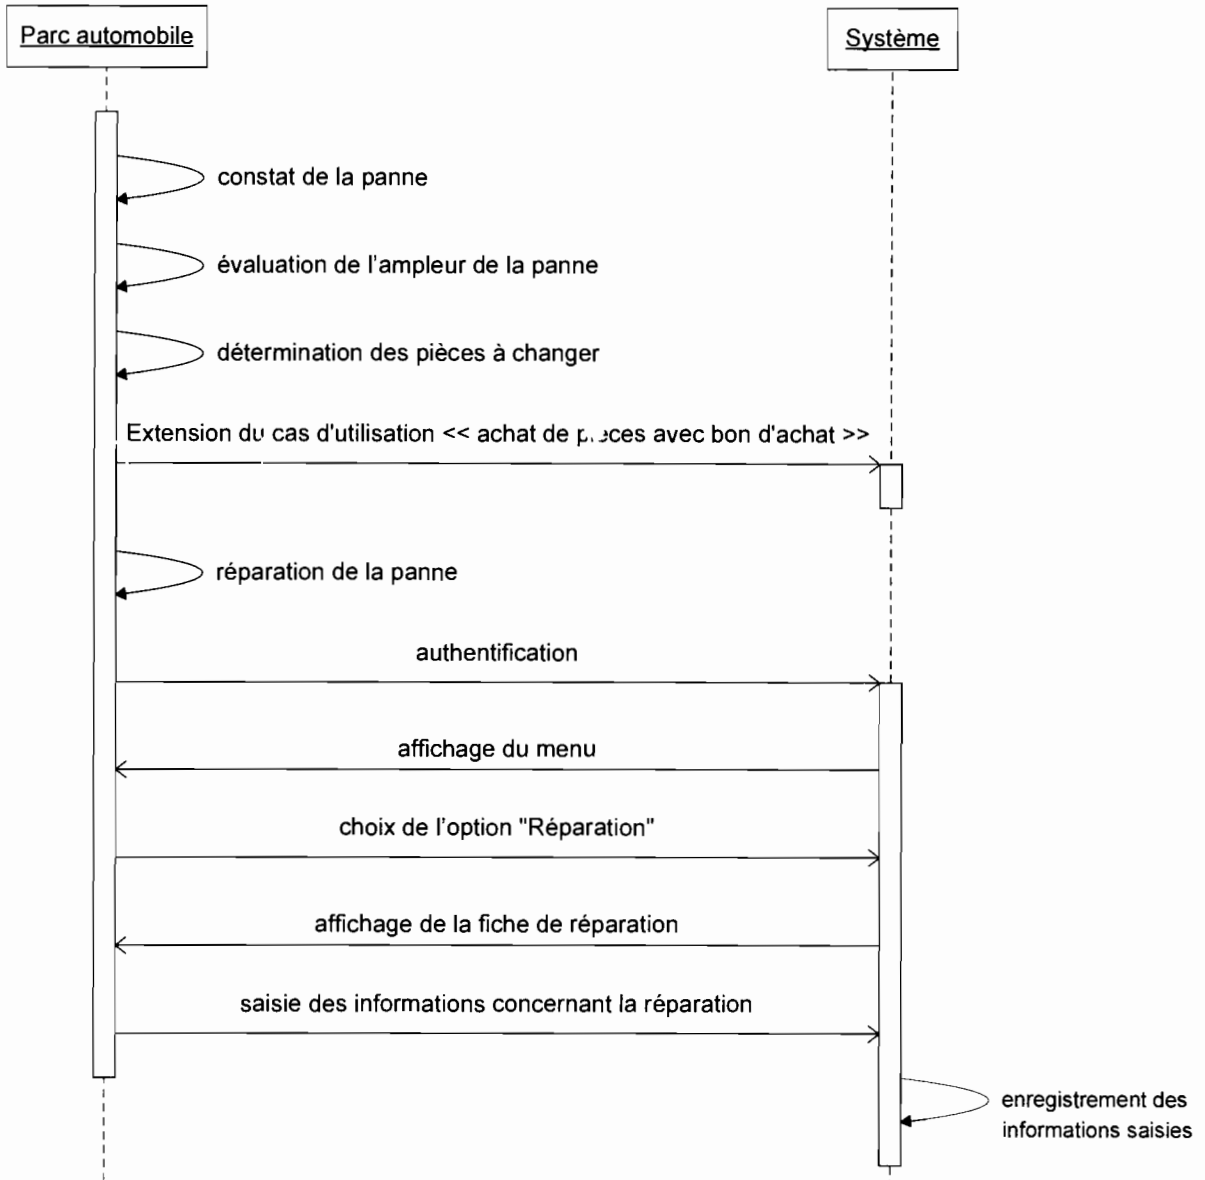 Parc automobile
Système
constat de la panne
évaluation de l'ampleur de la panne
détermination des pièces à changer
Extension du cas d'utilisation << achat de pièces avec bon d'achat >>
réparation de la panne
authentification
affichage du menu
choix de l'option "Réparation"
affichage de la fiche de réparation
saisie des informations concernant la réparation
enregistrement des
informations saisies